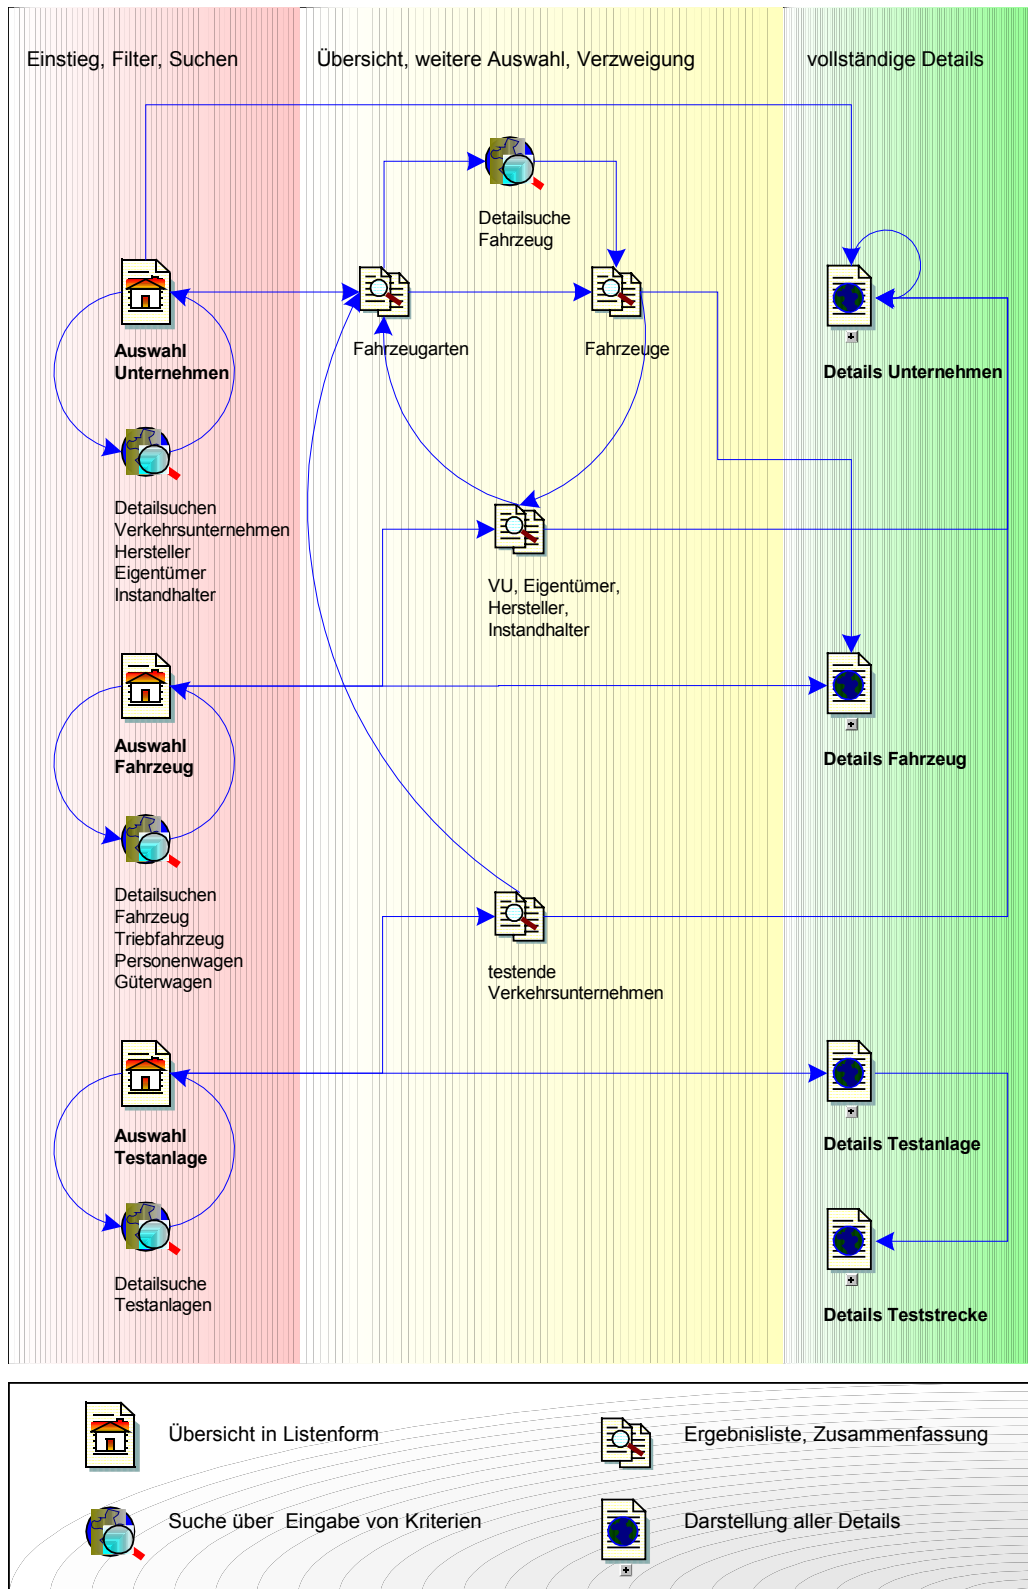 Einstieg, Filter, Suchen
Übersicht, weitere Auswahl, Verzweigung
vollständige Details
Detailsuche
Fahrzeug
Auswahl
Unternehmen
Fahrzeugarten
Fahrzeuge
Details Unternehmen
Detailsuchen
Verkehrsunternehmen
Hersteller
Eigentümer
Instandhalter
VU, Eigentümer,
Hersteller,
Instandhalter
Auswahl
Fahrzeug
Details Fahrzeug
Detailsuchen
Fahrzeug
Triebfahrzeug
Personenwagen
Güterwagen
testende
Verkehrsunternehmen
Auswahl
Testanlage
Details Testanlage
Detailsuche
Testanlagen
Details Teststrecke
Übersicht in Listenform
Ergebnisliste, Zusammenfassung
Suche über Eingabe von Kriterien
Darstellung aller Details